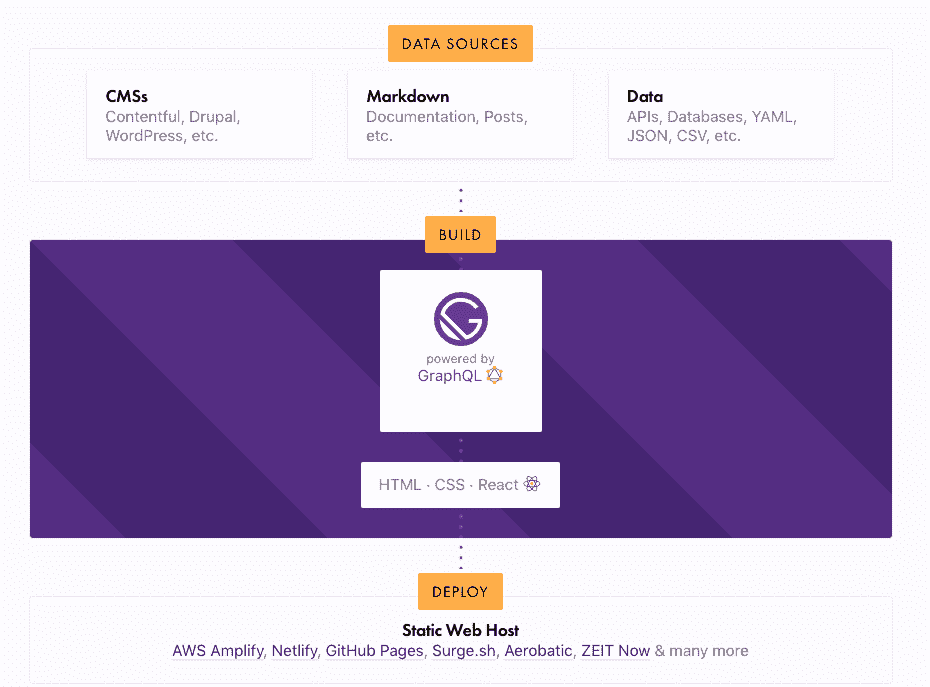 DATA SOURCES
CMSs
Contentful, Drupal,
WordPress, etc.
Markdown
Documentation, Posts,
etc.
Data
APIs, Databases, YAML,
JSON, CSV, etc.
BUILD
powered by
GraphQL
HTML · CSS · React
DEPLOY
Static Web Host
AWS Amplify, Netlify, GitHub Pages, Surge.sh, Aerobatic, ZEIT Now & many more